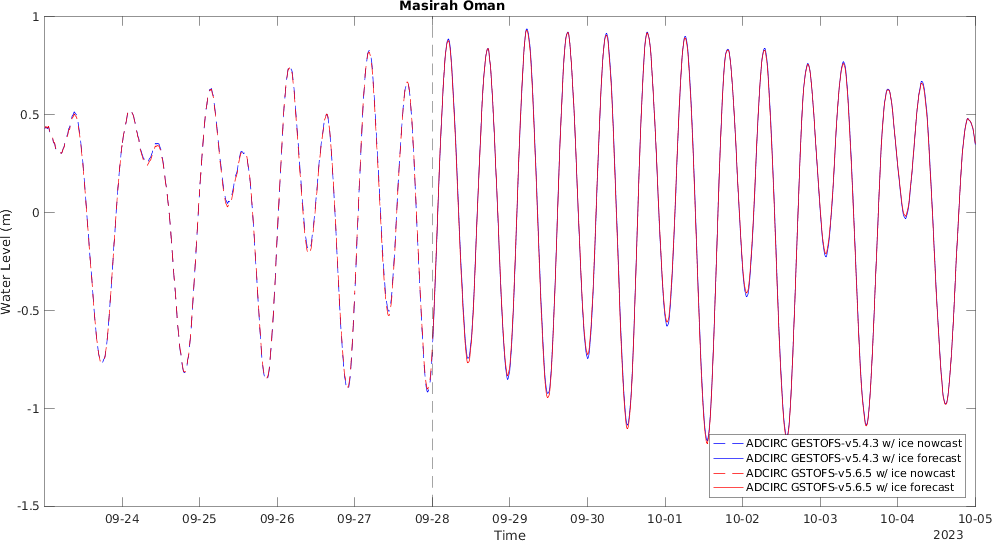 Masirah Oman
1
0.5
0
-0.5
-1
-1.5
Water Level (m)
ADCIRC GESTOFS-v5.4.3 w/ ice nowcast
ADCIRC GESTOFS-v5.4.3 w/ ice forecast
ADCIRC GSTOFS-v5.6.5 w/ ice nowcast
ADCIRC GSTOFS-v5.6.5 w/ ice forecast
09-24 09-25 09-26 09-27 09-28 09-29 09-30 10-01 10-02 10-03 10-04 10-05
Time
2023